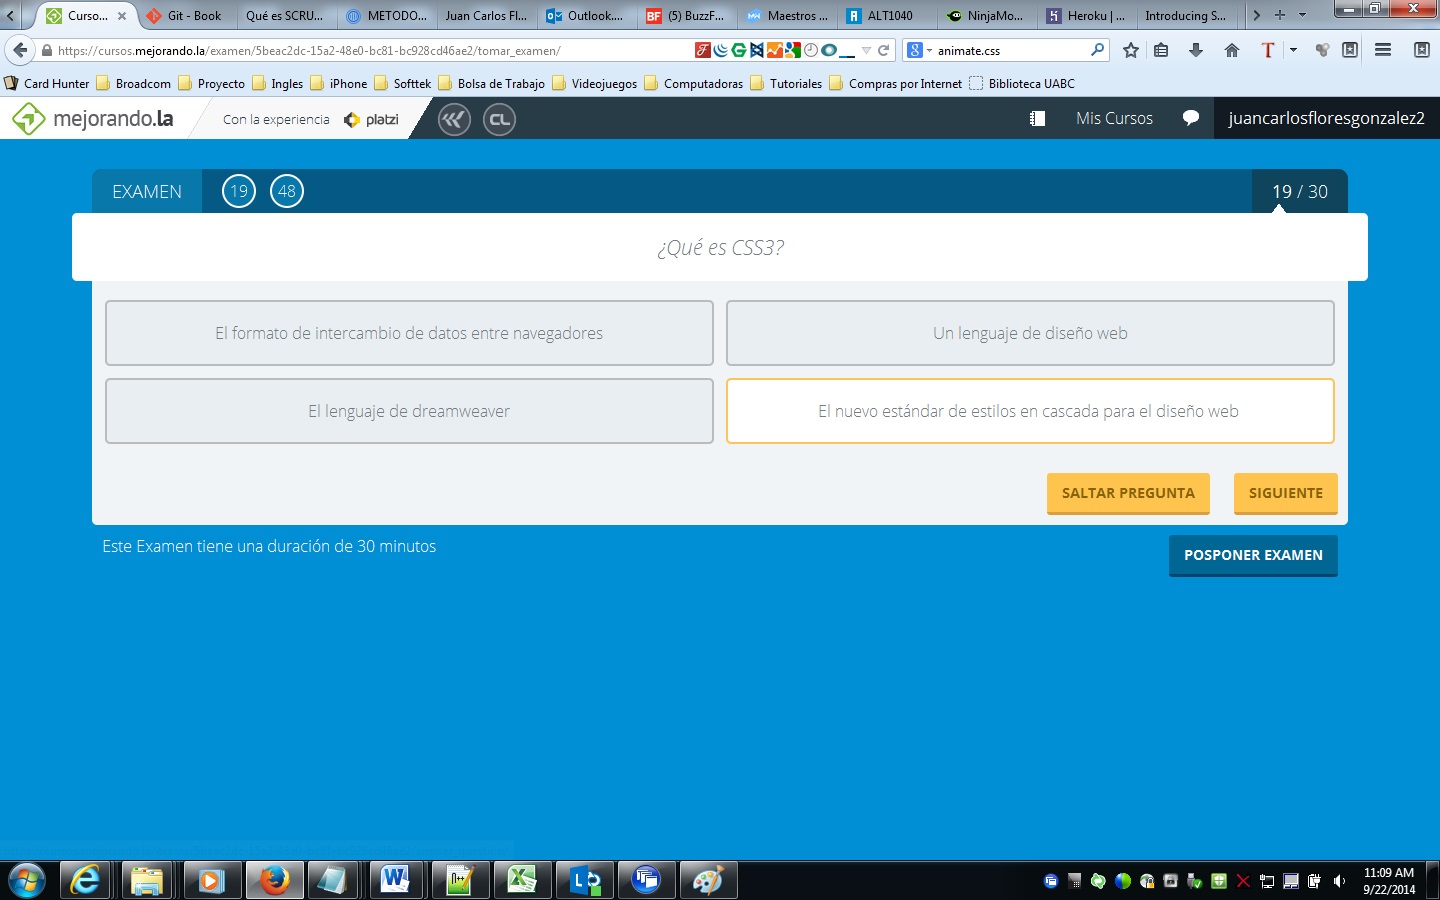 Curso...
Git - Book
Qué es SCRU...
METODO...
Juan Carlos Fl...
Outlook....
(5) BuzzF...
Maestros ...
ALT1040
NinjaMo...
Heroku | ...
Introducing S...
https://cursos.mejorando.la/examen/5beac2dc-15a2-48e0-bc81-bc928cd46ae2/tomar_examen/
animate.css
Card Hunter
Broadcom
Proyecto
Ingles
iPhone
Softtek
Bolsa de Trabajo
Videojuegos
Computadoras
Tutoriales
Compras por Internet
Biblioteca UABC
mejorando.la
Con la experiencia
platzi
CL
Mis Cursos
juancarlosfloresgonzalez2
EXAMEN
19
48
19 / 30
¿Qué es CSS3?
El formato de intercambio de datos entre navegadores
Un lenguaje de diseño web
El lenguaje de dreamweaver
El nuevo estándar de estilos en cascada para el diseño web
SALTAR PREGUNTA
SIGUIENTE
Este Examen tiene una duración de 30 minutos
POSPONER EXAMEN
11:09 AM
9/22/2014